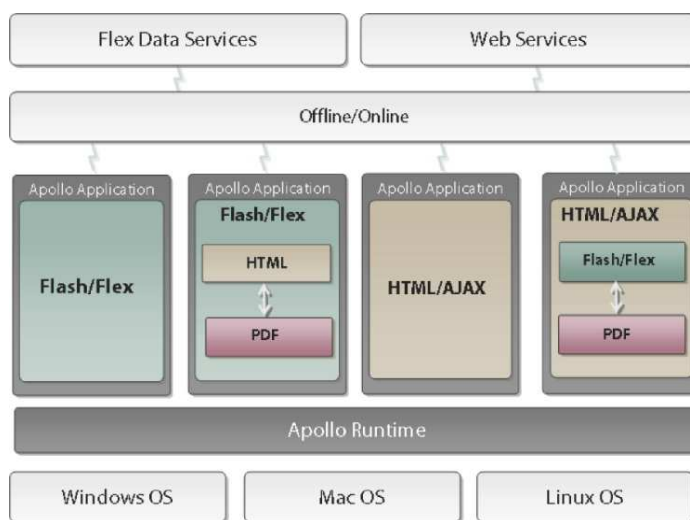 Flex Data Services
Web Services
Offline/Online
Apollo Application
Flash/Flex
Apollo Application
Flash/Flex
HTML
PDF
Apollo Application
HTML/AJAX
Apollo Application
HTML/AJAX
Flash/Flex
PDF
Apollo Runtime
Windows OS
Mac OS
Linux OS